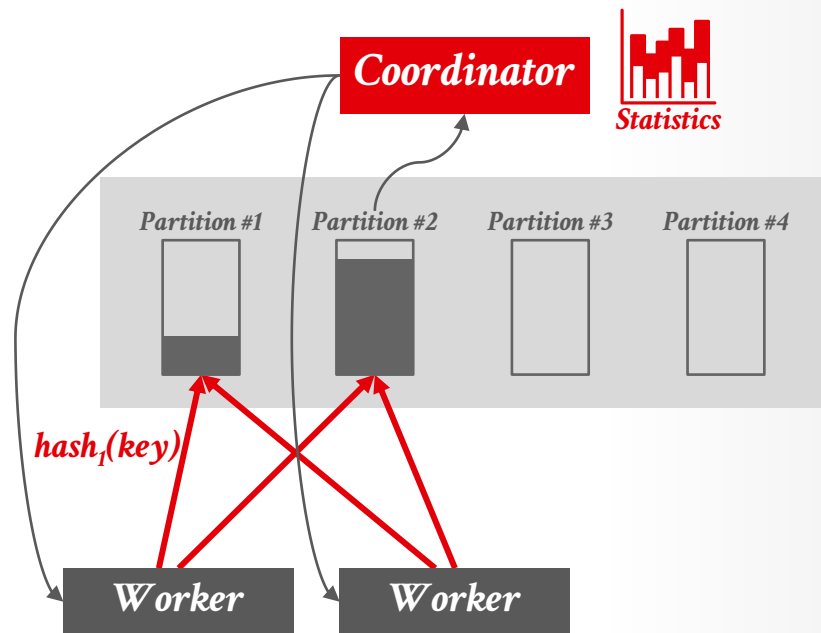 Coordinator
Statistics
Partition #1
Partition #2
Partition #3
Partition #4
hash₁(key)
Worker
Worker